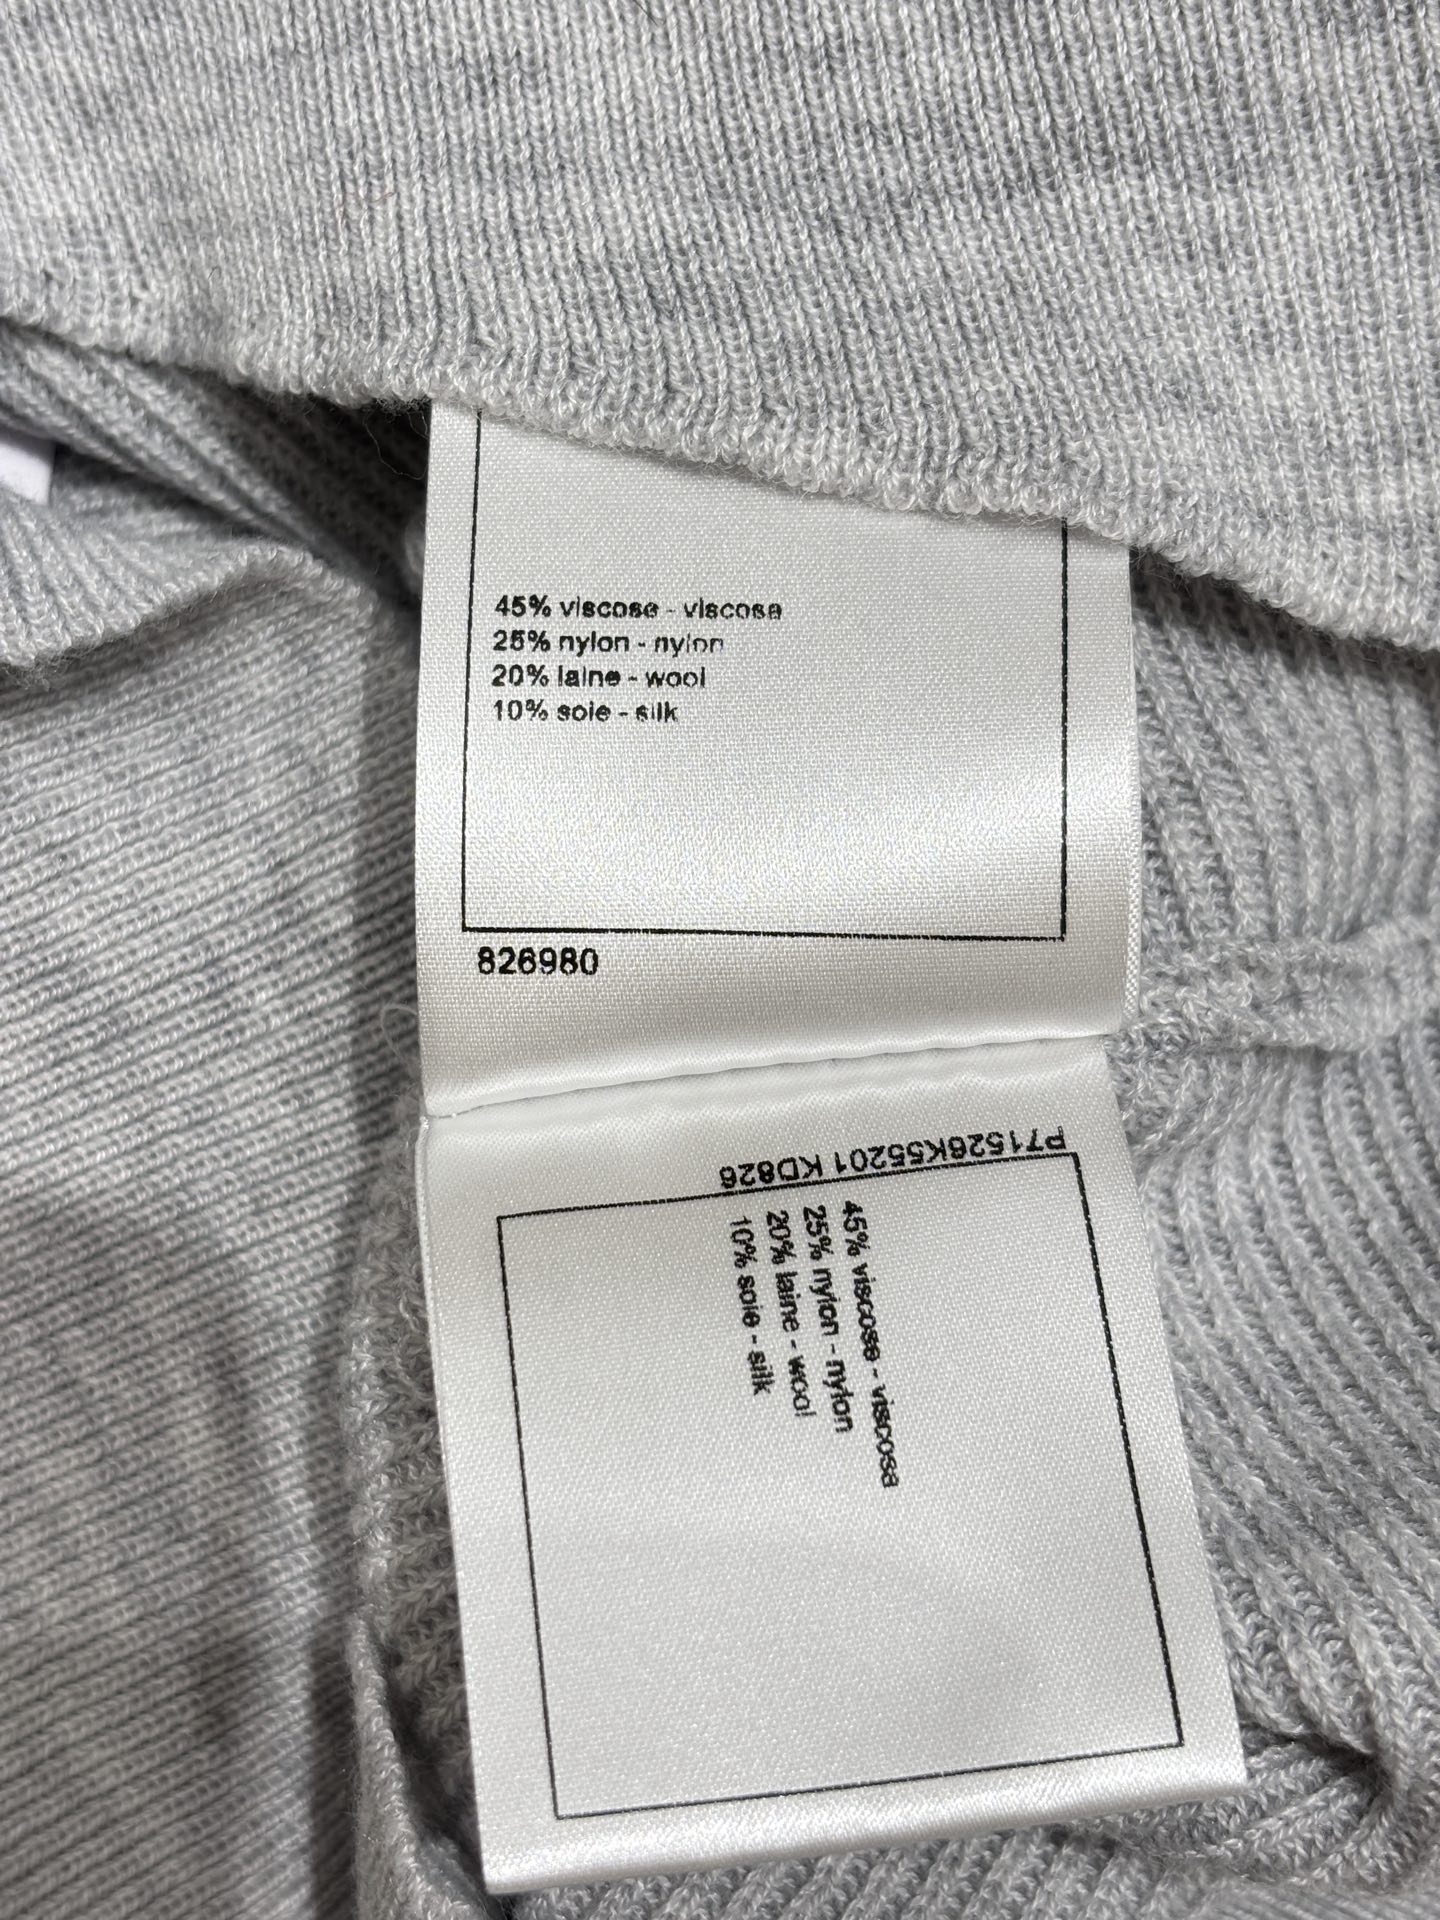 45% viscose - viscosa
25% nylon - nylon
20% laine - wool
10% soie - silk
826980
P71526K55201 KD826
45% viscose - viscosa
25% nylon - nylon
20% laine - wool
10% soie - silk